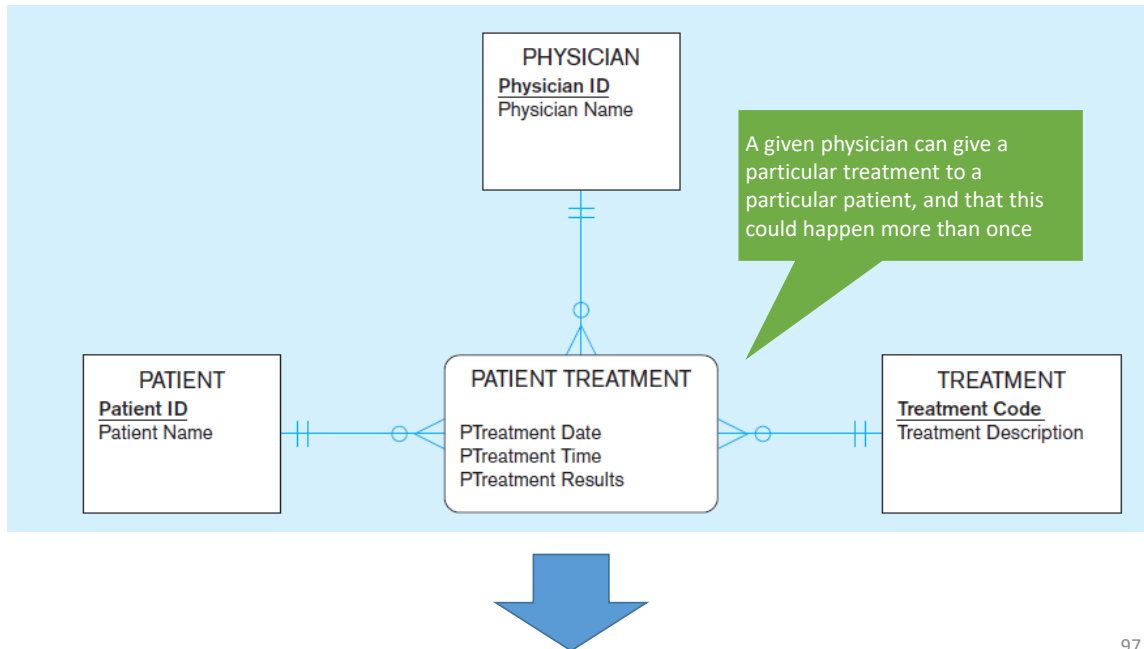 PHYSICIAN
Physician ID
Physician Name
A given physician can give a
particular treatment to a
particular patient, and that this
could happen more than once
PATIENT
Patient ID
Patient Name
PATIENT TREATMENT
PTreatment Date
PTreatment Time
PTreatment Results
TREATMENT
Treatment Code
Treatment Description
97